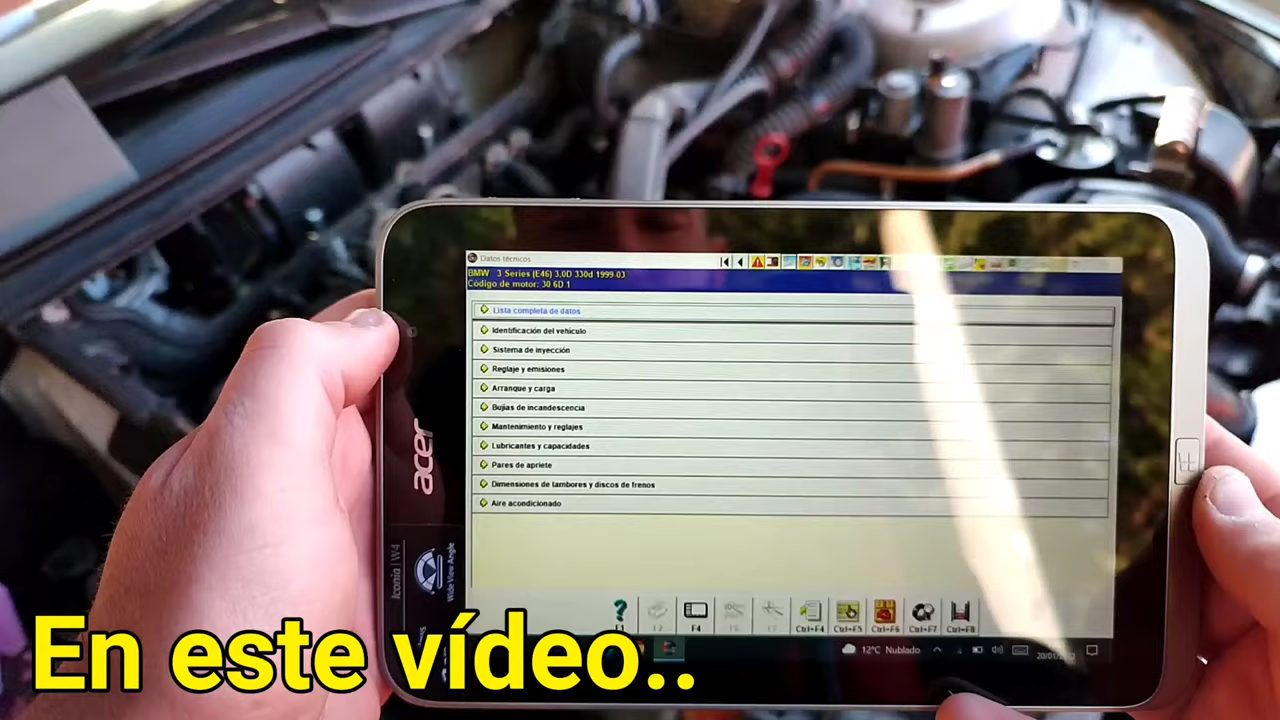 Datos técnicos
BMW 3 Series (E46) 3,0D 330d 1999-03
Código de motor: 30 6D 1
Lista completa de datos
Identificación del vehículo
Sistema de inyección
Reglaje y emisiones
Arranque y carga
Bujías de incandescencia
Mantenimiento y reglajes
Lubricantes y capacidades
Pares de apriete
Dimensiones de tambores y discos de frenos
Aire acondicionado
F1 F2 F4 Ctrl+F4 Ctrl+F5 Ctrl+F6 Ctrl+F7 Ctrl+F8
12°C Nublado
acer
Iconia | W4
Wide View Angle
En este vídeo..